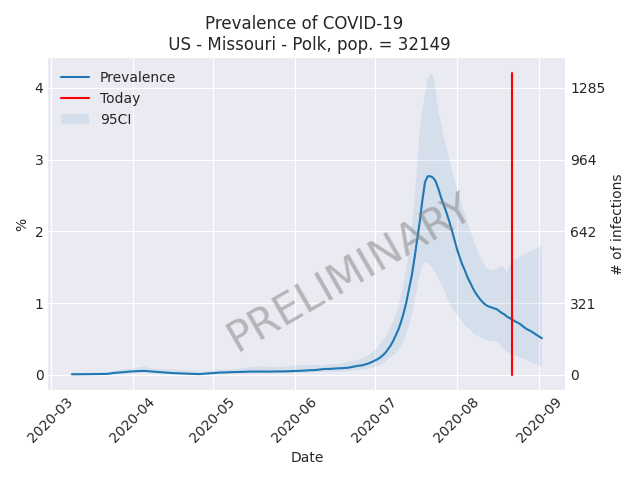 Prevalence of COVID-19
US - Missouri - Polk, pop. = 32149
Prevalence
Today
95CI
4
3
2
1
0
%
1285
964
642
321
0
# of infections
PRELIMINARY
2020-03
2020-04
2020-05
2020-06
2020-07
2020-08
2020-09
Date